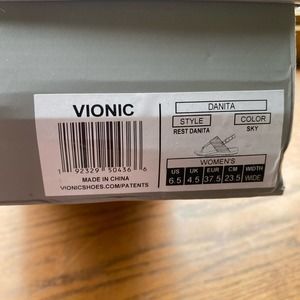 VIONIC
1 92329 50436 6
MADE IN CHINA
VIONICSHOES.COM/PATENTS
DANITA
STYLE COLOR
REST DANITA SKY
WOMEN'S
US UK EUR CM WIDTH
6.5 4.5 37.5 23.5 WIDE